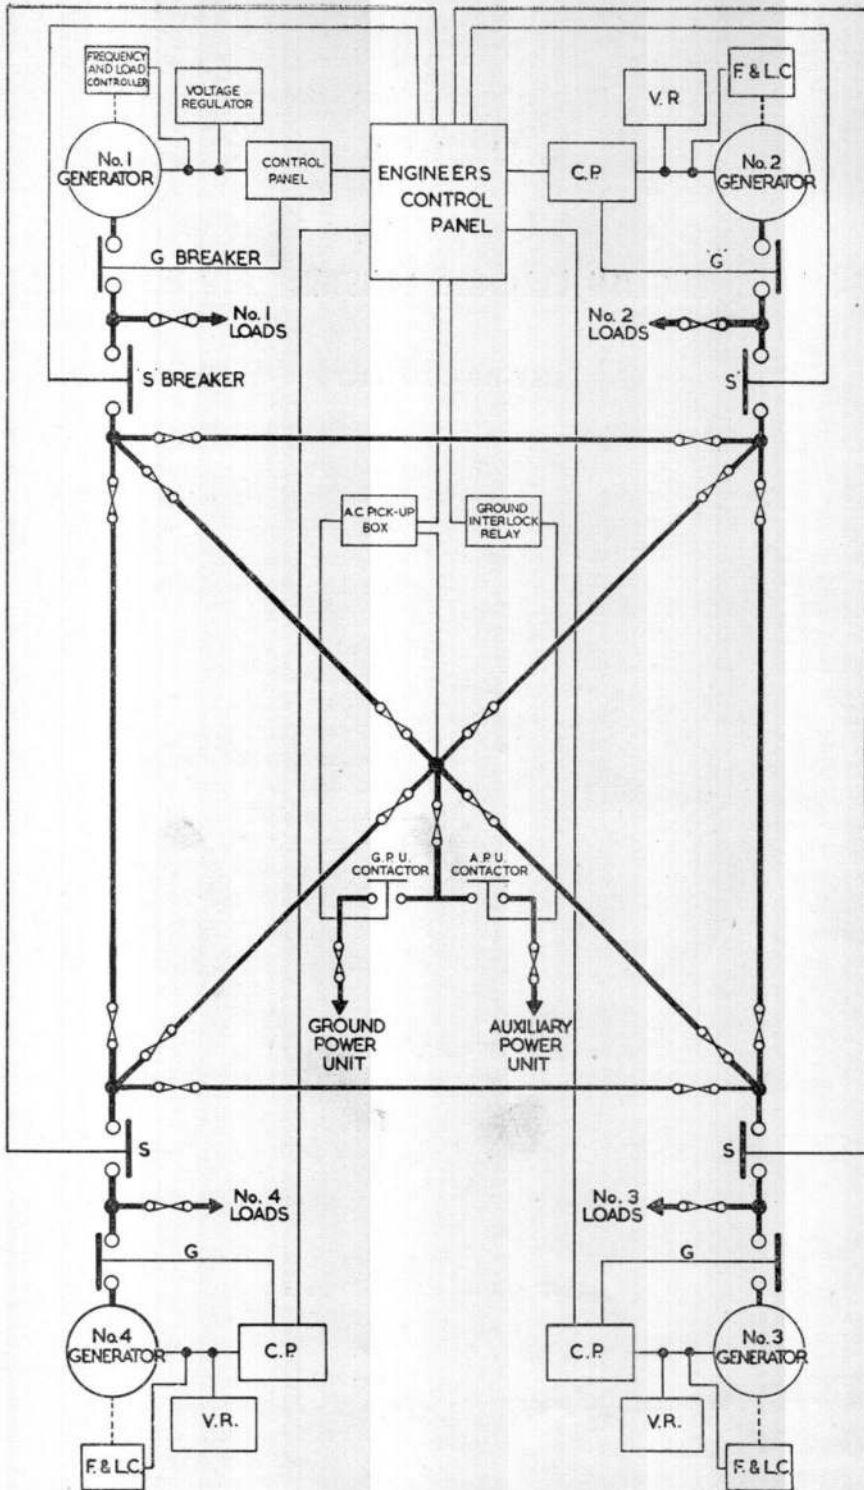 FREQUENCY
AND LOAD
CONTROLLER
VOLTAGE
REGULATOR
No. 1
GENERATOR
CONTROL
PANEL
ENGINEERS
CONTROL
PANEL
C.P.
V. R
F. & L.C
No. 2
GENERATOR
G BREAKER
G
No. 1
LOADS
No. 2
LOADS
S BREAKER
S
A.C. PICK-UP
BOX
GROUND
INTERLOCK
RELAY
G.P.U.
CONTACTOR
A.P.U.
CONTACTOR
GROUND
POWER
UNIT
AUXILIARY
POWER
UNIT
S
S
No. 4
LOADS
No. 3
LOADS
G
G
No. 4
GENERATOR
C.P.
C.P.
No. 3
GENERATOR
V.R.
V.R.
F. & L.C.
F. & L.C.